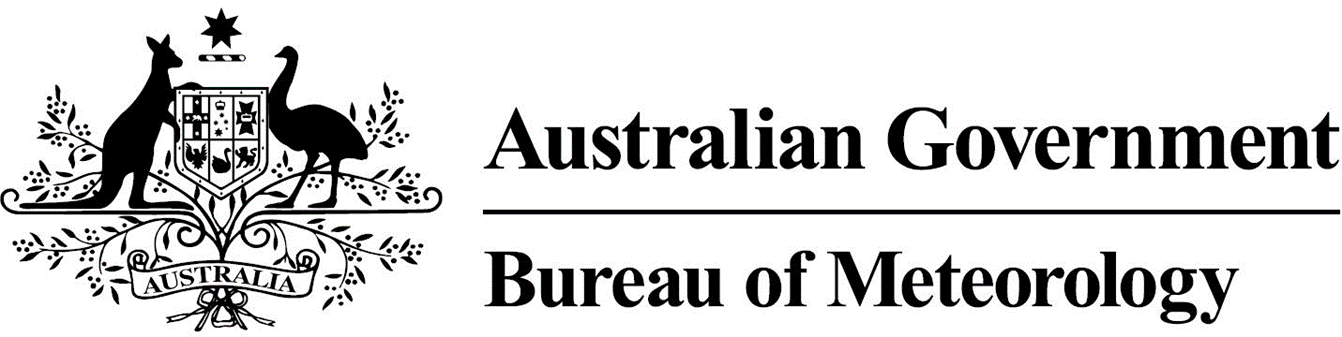 Australian Government
Bureau of Meteorology
AUSTRALIA